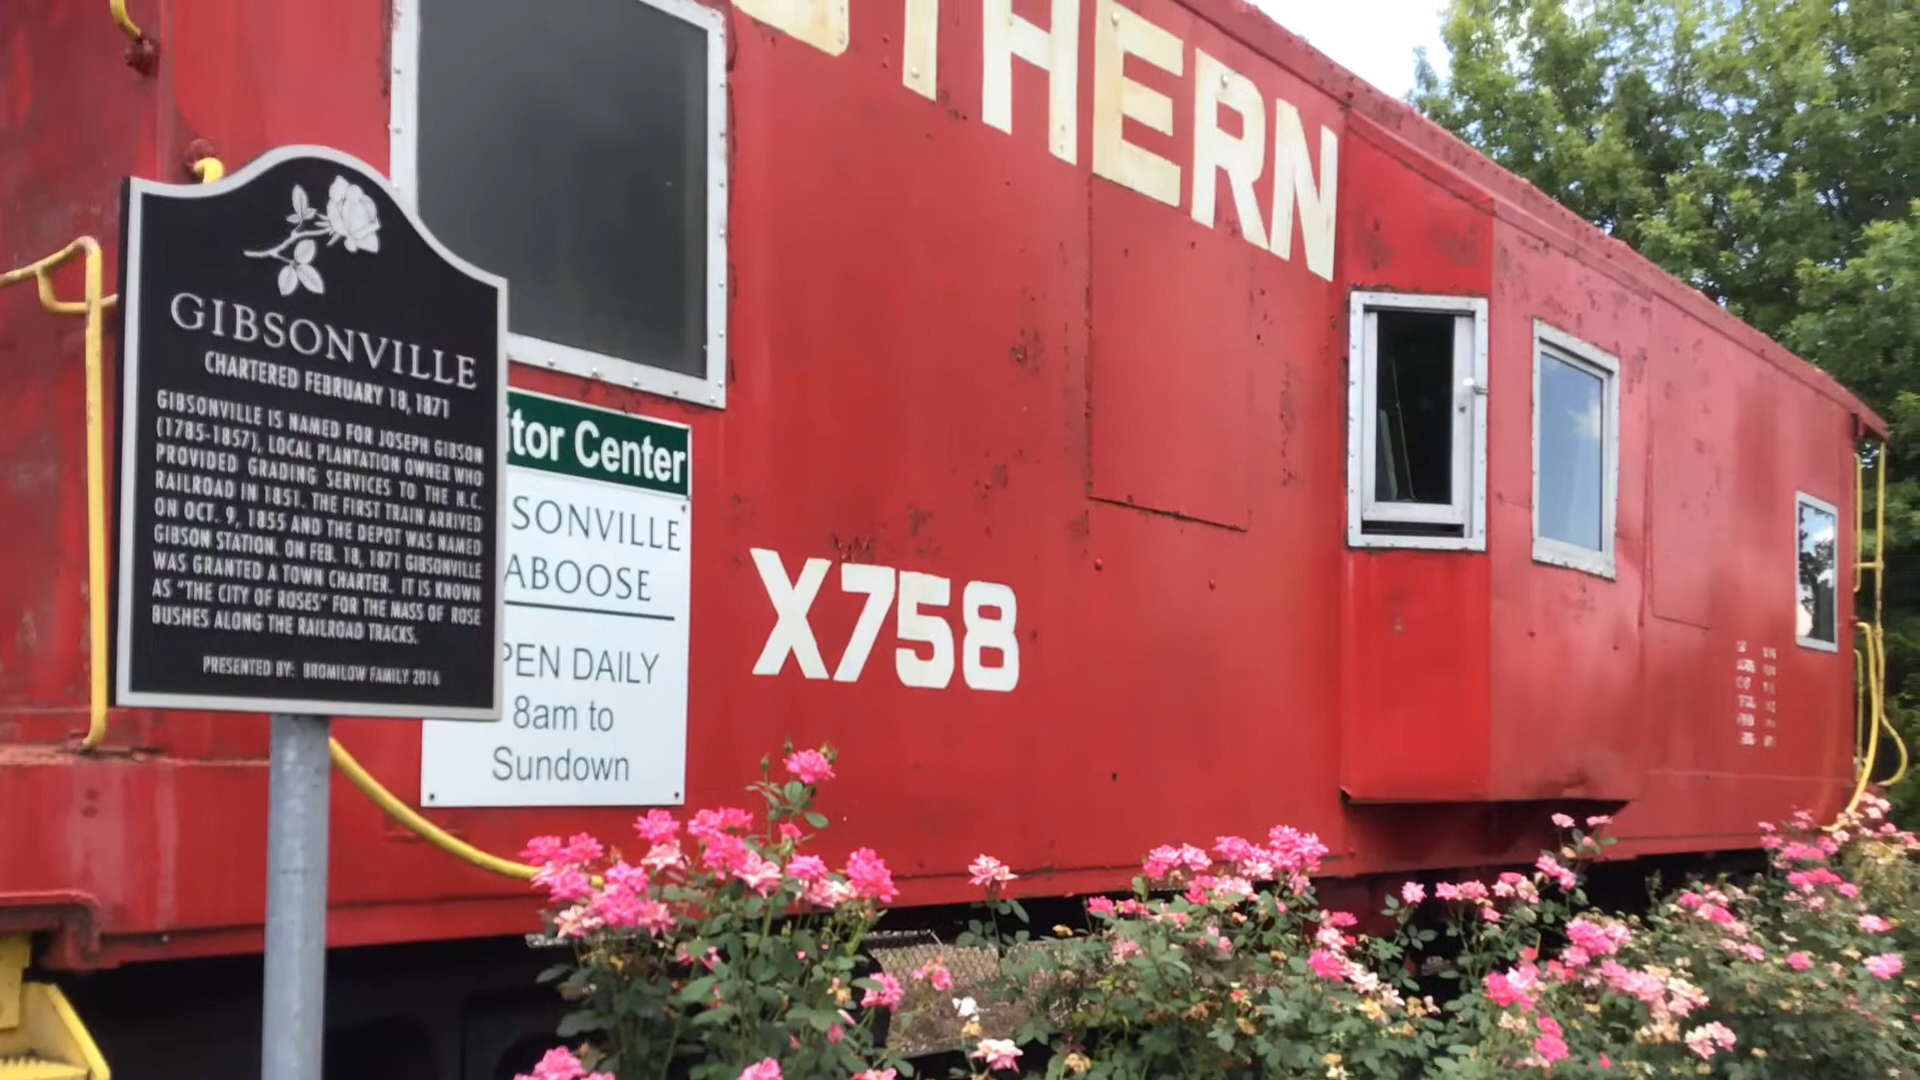 GIBSONVILLE
CHARTERED FEBRUARY 18, 1871
GIBSONVILLE IS NAMED FOR JOSEPH GIBSON
(1785-1857), LOCAL PLANTATION OWNER WHO
PROVIDED GRADING SERVICES TO THE N.C.
RAILROAD IN 1851. THE FIRST TRAIN ARRIVED
ON OCT. 9, 1855 AND THE DEPOT WAS NAMED
GIBSON STATION. ON FEB. 18, 1871 GIBSONVILLE
WAS GRANTED A TOWN CHARTER. IT IS KNOWN
AS "THE CITY OF ROSES" FOR THE MASS OF ROSE
BUSHES ALONG THE RAILROAD TRACKS.
PRESENTED BY: BROMILOW FAMILY 2016
itor Center
SONVILLE
ABOOSE
PEN DAILY
8am to
Sundown
UTHERN
X758